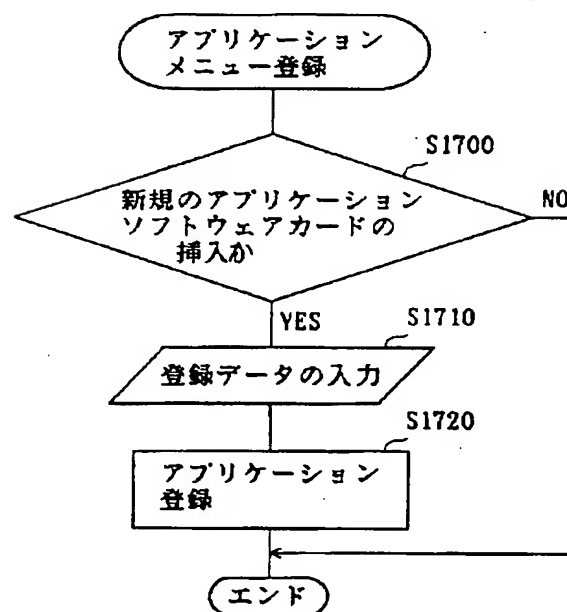 アプリケーション
メニュー登録
S1700
新規のアプリケーション
ソフトウェアカードの
挿入か
NO
YES
S1710
登録データの入力
S1720
アプリケーション
登録
エンド